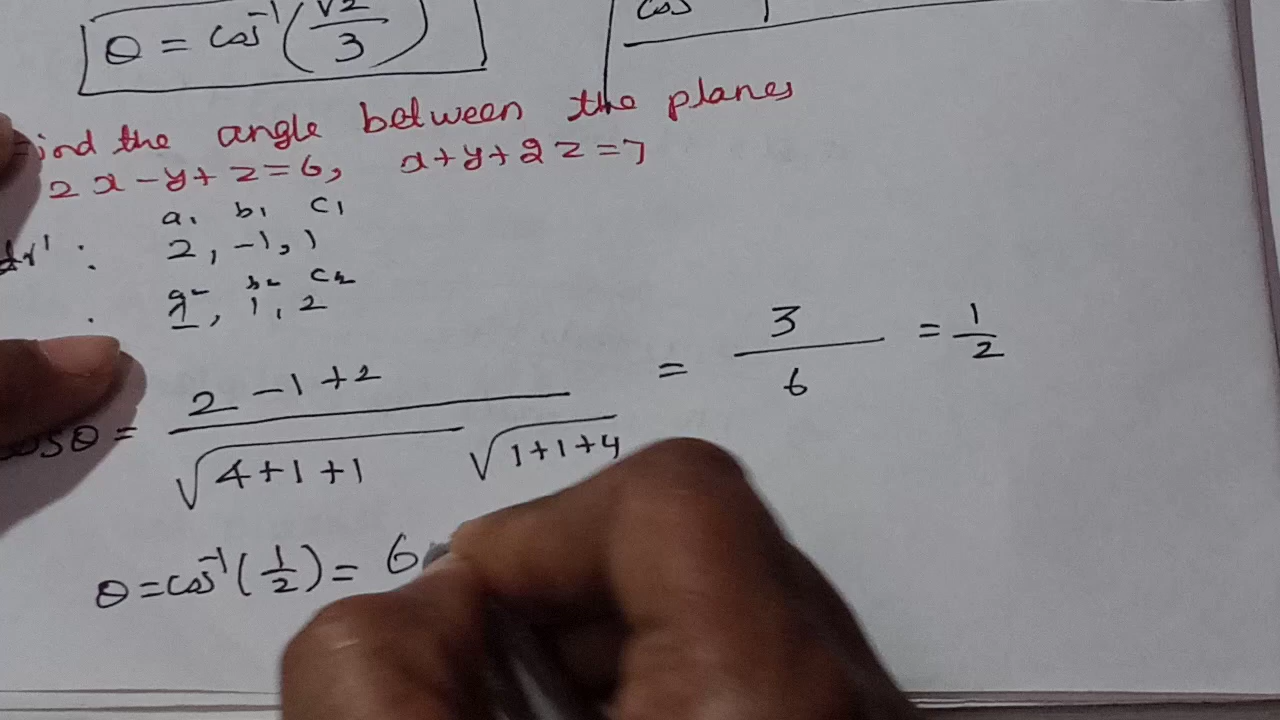 θ = cos⁻¹(√2/3)
cos
ind the angle between the planes
2x-y+z=6, x+y+2z=7
a₁ b₁ c₁
2, -1, 1
a₂ b₂ c₂
1, 1, 2
cosθ = (2-1+2)/(√(4+1+1) √(1+1+4)) = 3/6 = 1/2
θ=cos⁻¹(1/2)= 6